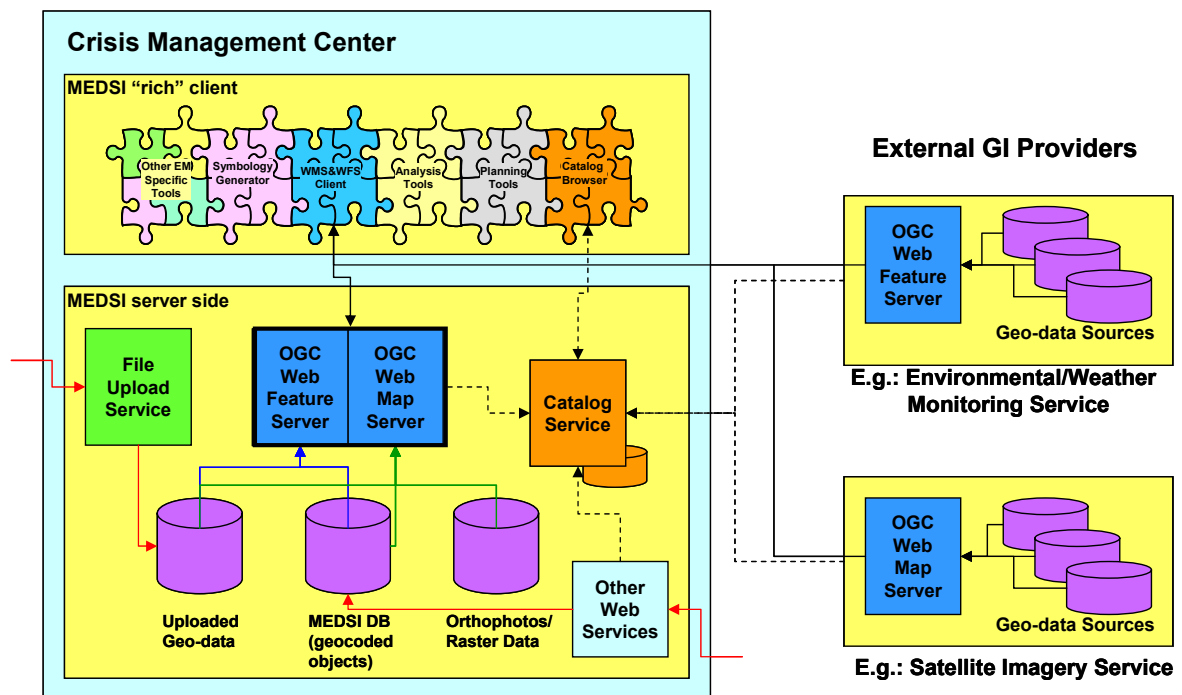 Crisis Management Center
MEDSI “rich” client
Other EM
Specific
Tools
Symbology
Generator
WMS&WFS
Client
Analysis
Tools
Planning
Tools
Catalog
Browser
MEDSI server side
File
Upload
Service
OGC
Web
Feature
Server
OGC
Web
Map
Server
Catalog
Service
Uploaded
Geo-data
MEDSI DB
(geocoded
objects)
Orthophotos/
Raster Data
Other
Web
Services
External GI Providers
OGC
Web
Feature
Server
Geo-data Sources
E.g.: Environmental/Weather
Monitoring Service
OGC
Web
Map
Server
Geo-data Sources
E.g.: Satellite Imagery Service